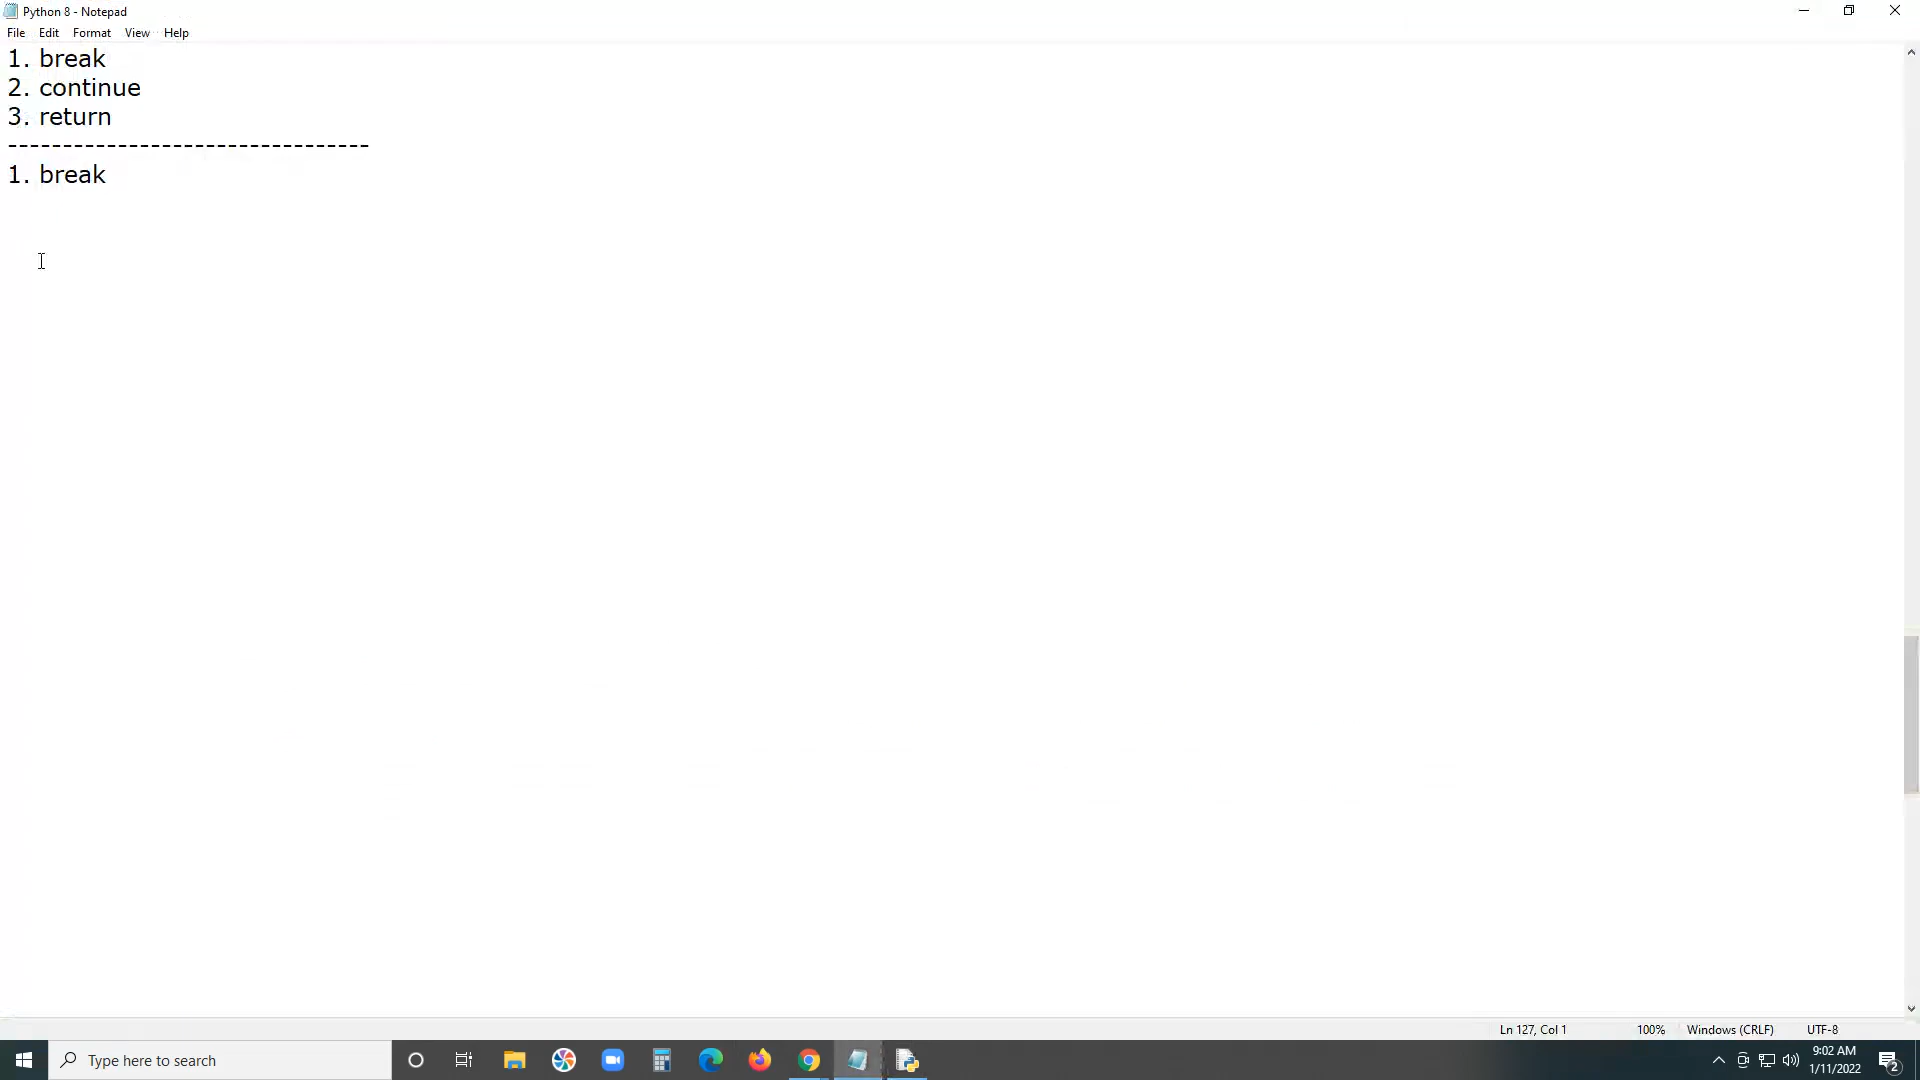 Python 8 - Notepad
File Edit Format View Help
1. break
2. continue
3. return
---------------------------------
1. break
Ln 127, Col 1 100% Windows (CRLF) UTF-8
Type here to search
9:02 AM
1/11/2022
2